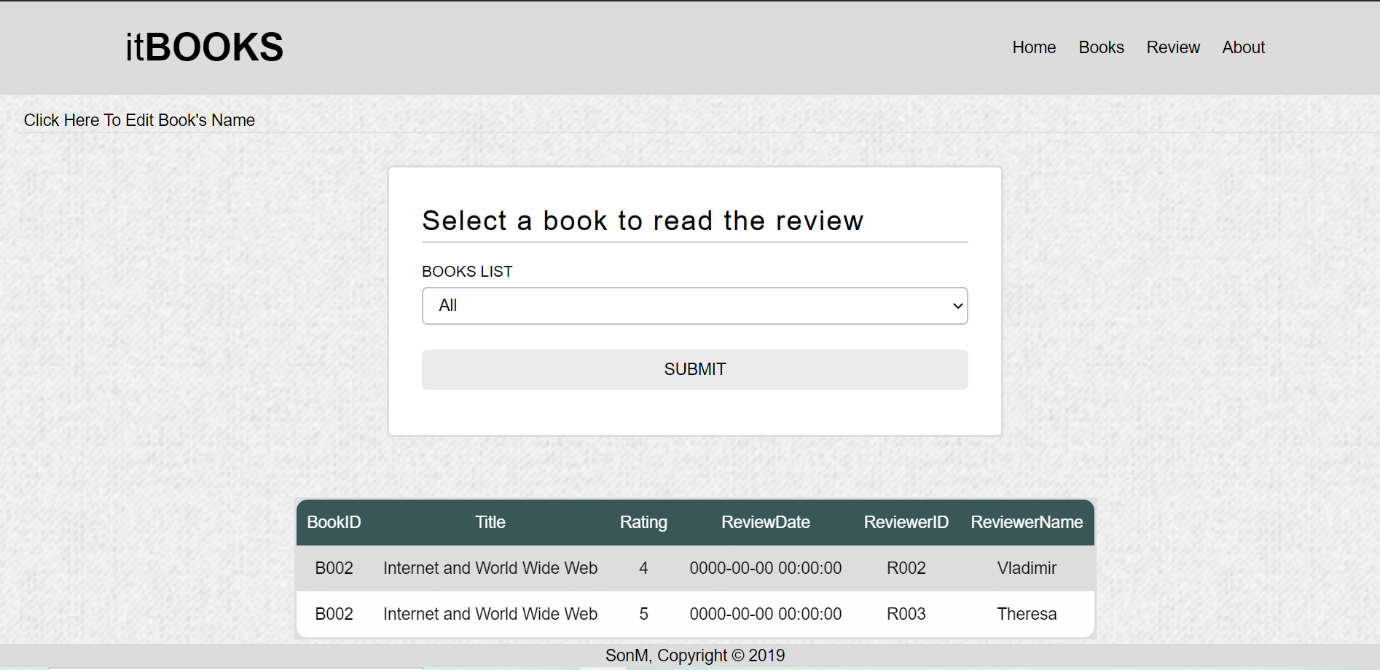 itBOOKS
Home Books Review About
Click Here To Edit Book's Name
Select a book to read the review
BOOKS LIST
All
SUBMIT
BookID Title Rating ReviewDate ReviewerID ReviewerName
B002 Internet and World Wide Web 4 0000-00-00 00:00:00 R002 Vladimir
B002 Internet and World Wide Web 5 0000-00-00 00:00:00 R003 Theresa
SonM, Copyright © 2019